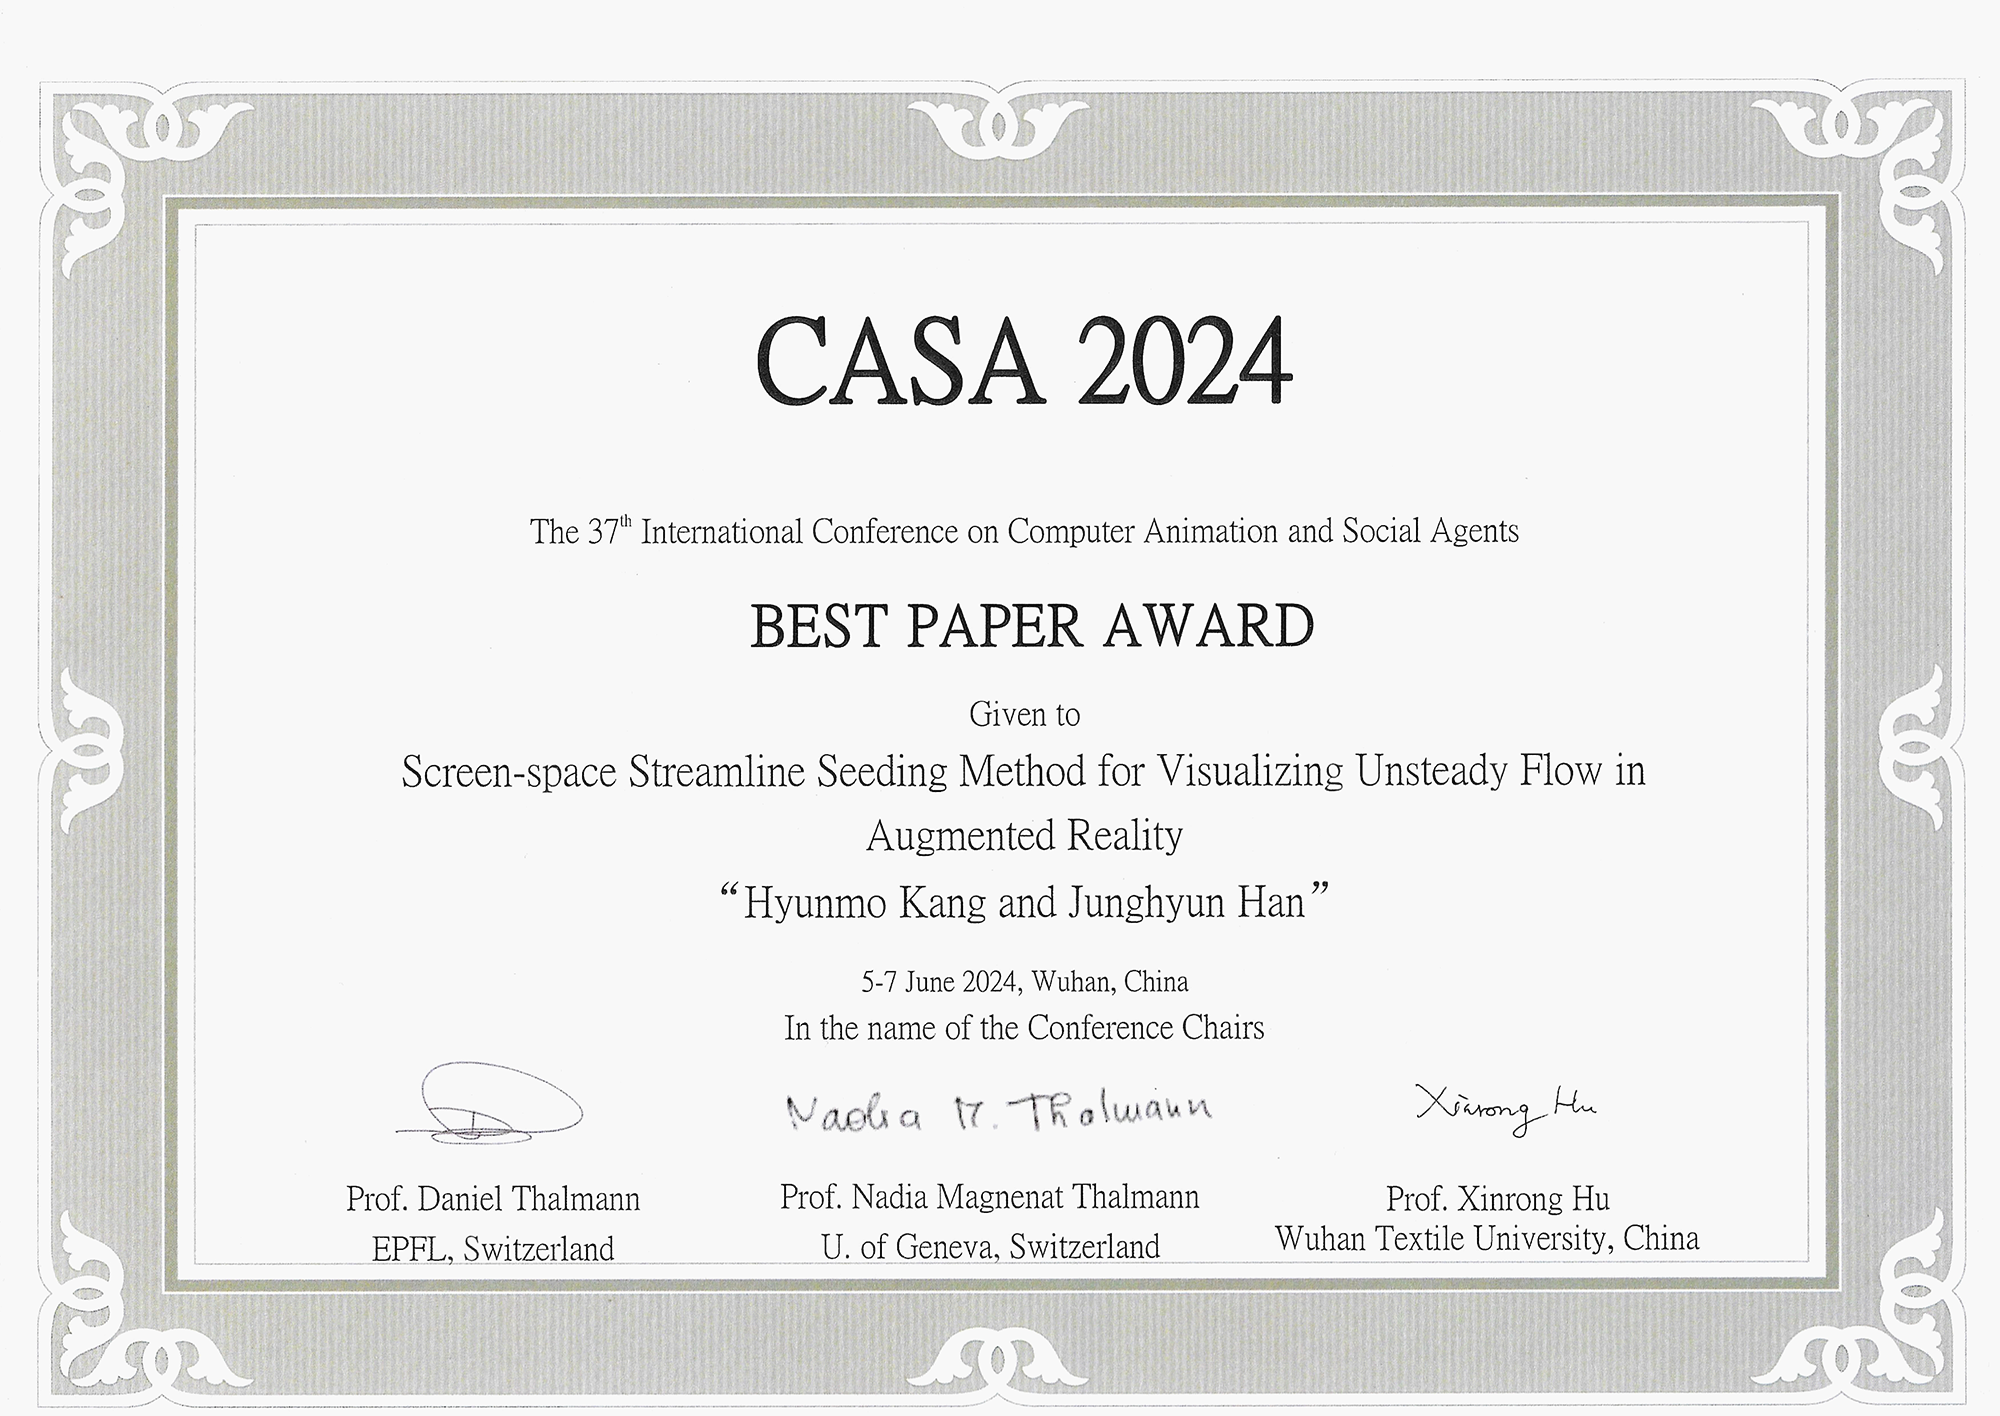 CASA 2024
The 37th International Conference on Computer Animation and Social Agents
BEST PAPER AWARD
Given to
Screen-space Streamline Seeding Method for Visualizing Unsteady Flow in
Augmented Reality
“Hyunmo Kang and Junghyun Han”
5-7 June 2024, Wuhan, China
In the name of the Conference Chairs
Nadia M. Thalmann
Xinrong Hu
Prof. Daniel Thalmann
EPFL, Switzerland
Prof. Nadia Magnenat Thalmann
U. of Geneva, Switzerland
Prof. Xinrong Hu
Wuhan Textile University, China